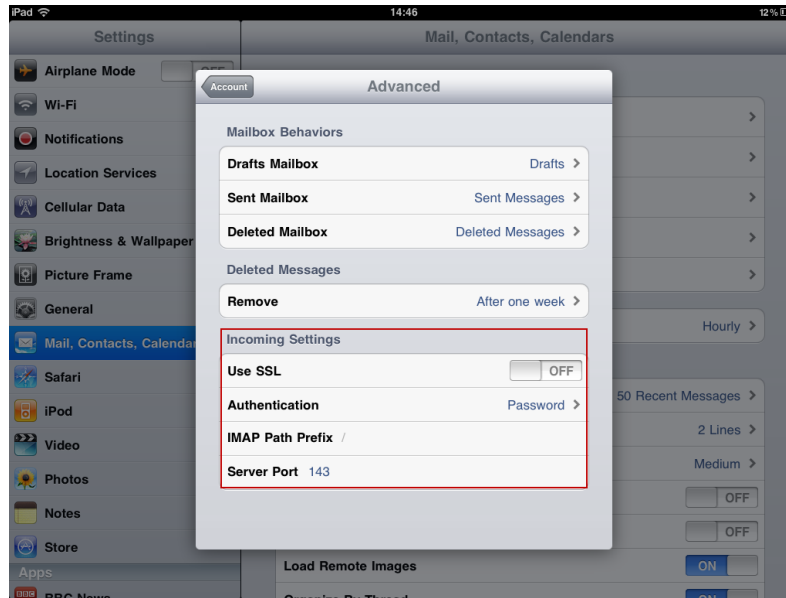 iPad 14:46 12%
Settings
Mail, Contacts, Calendars
Airplane Mode
Wi-Fi
Notifications
Location Services
Cellular Data
Brightness & Wallpaper
Picture Frame
General
Mail, Contacts, Calendar
Safari
iPod
Video
Photos
Notes
Store
Apps
BBC News
Account Advanced
Mailbox Behaviors
Drafts Mailbox Drafts
Sent Mailbox Sent Messages
Deleted Mailbox Deleted Messages
Deleted Messages
Remove After one week
Incoming Settings
Use SSL OFF
Authentication Password
IMAP Path Prefix /
Server Port 143
Hourly
50 Recent Messages
2 Lines
Medium
OFF
OFF
Load Remote Images ON
Organize By Thread ON